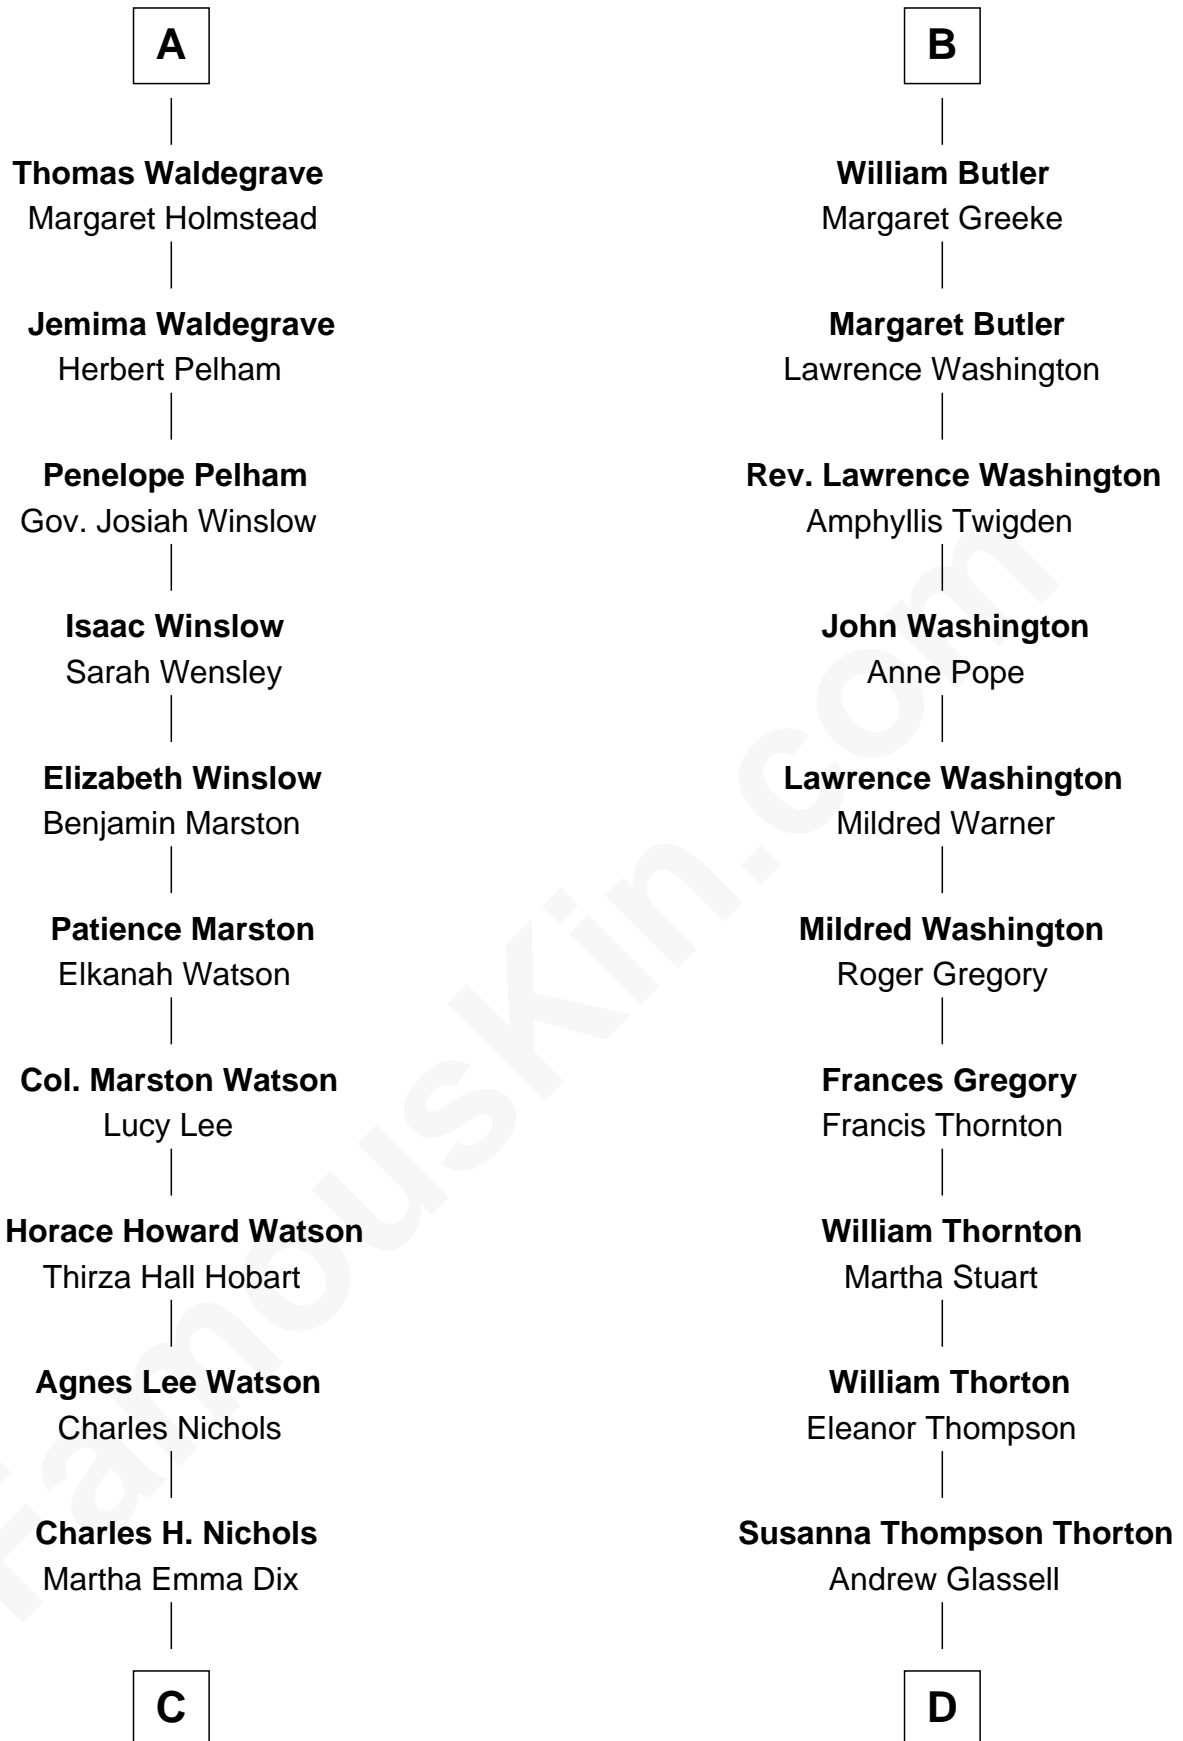 A
Thomas Waldegrave
Margaret Holmstead
Jemima Waldegrave
Herbert Pelham
Penelope Pelham
Gov. Josiah Winslow
Isaac Winslow
Sarah Wensley
Elizabeth Winslow
Benjamin Marston
Patience Marston
Elkanah Watson
Col. Marston Watson
Lucy Lee
Horace Howard Watson
Thirza Hall Hobart
Agnes Lee Watson
Charles Nichols
Charles H. Nichols
Martha Emma Dix
C
B
William Butler
Margaret Greeke
Margaret Butler
Lawrence Washington
Rev. Lawrence Washington
Amphyllis Twigden
John Washington
Anne Pope
Lawrence Washington
Mildred Warner
Mildred Washington
Roger Gregory
Frances Gregory
Francis Thornton
William Thornton
Martha Stuart
William Thorton
Eleanor Thompson
Susanna Thompson Thorton
Andrew Glassell
D
FamousKin.com